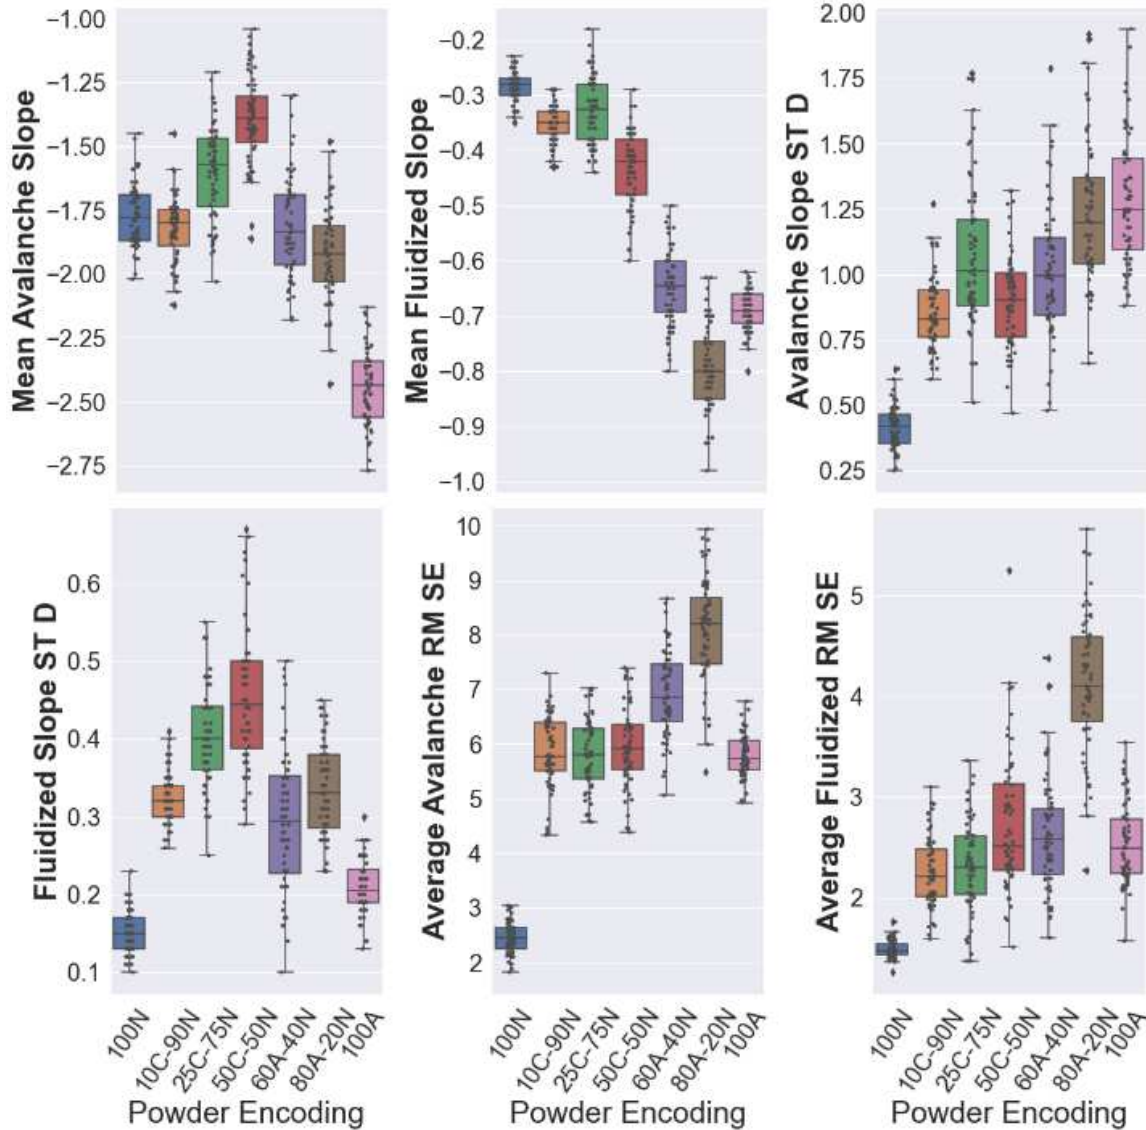 Mean Avalanche Slope
−1.00
−1.25
−1.50
−1.75
−2.00
−2.25
−2.50
−2.75
Mean Fluidized Slope
−0.2
−0.3
−0.4
−0.5
−0.6
−0.7
−0.8
−0.9
−1.0
Avalanche Slope ST D
2.00
1.75
1.50
1.25
1.00
0.75
0.50
0.25
Fluidized Slope ST D
0.6
0.5
0.4
0.3
0.2
0.1
100N
10C-90N
25C-75N
50C-50N
60A-40N
80A-20N
100A
Powder Encoding
Average Avalanche RM SE
10
9
8
7
6
5
4
3
2
100N
10C-90N
25C-75N
50C-50N
60A-40N
80A-20N
100A
Powder Encoding
Average Fluidized RM SE
5
4
3
2
100N
10C-90N
25C-75N
50C-50N
60A-40N
80A-20N
100A
Powder Encoding